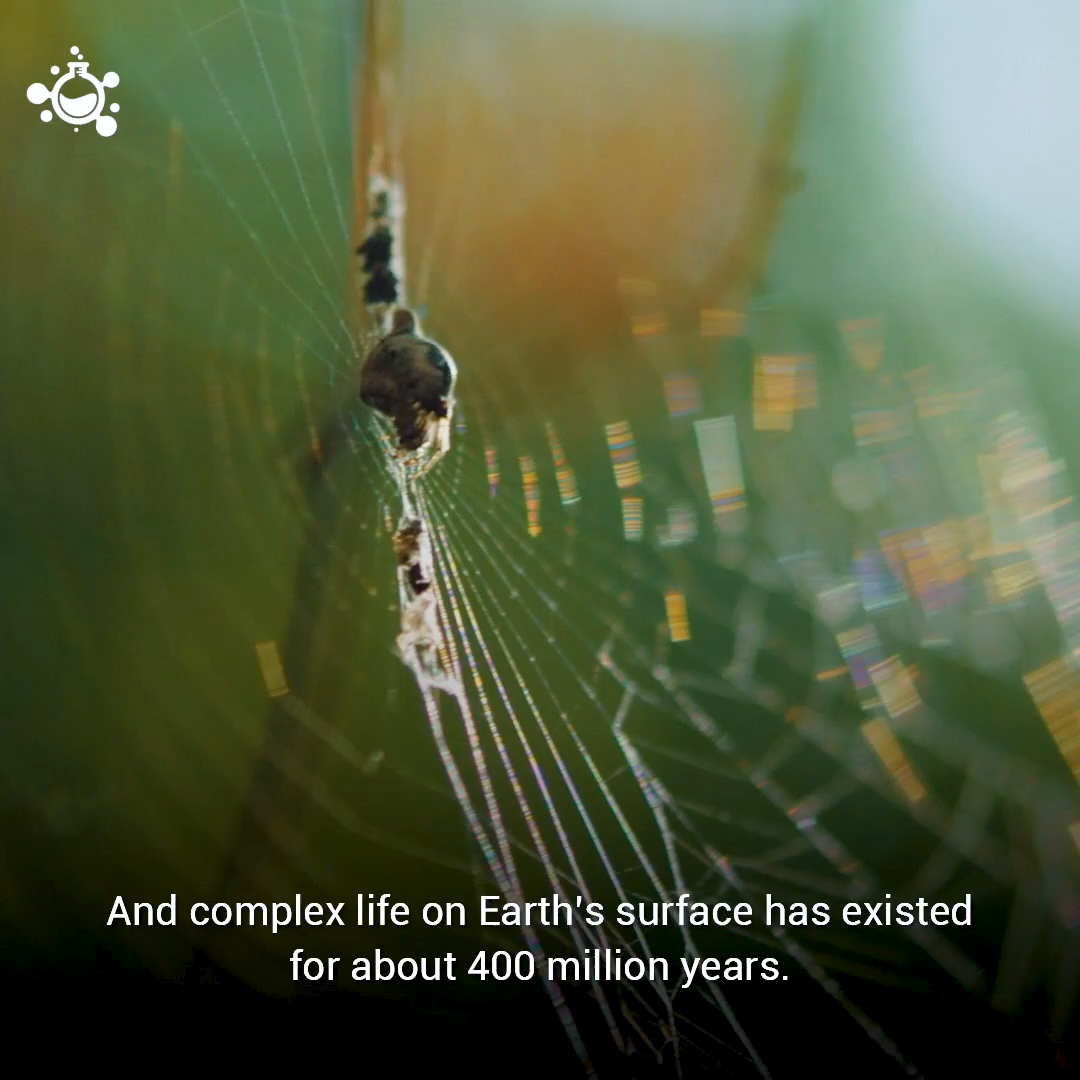 And complex life on Earth's surface has existed
for about 400 million years.